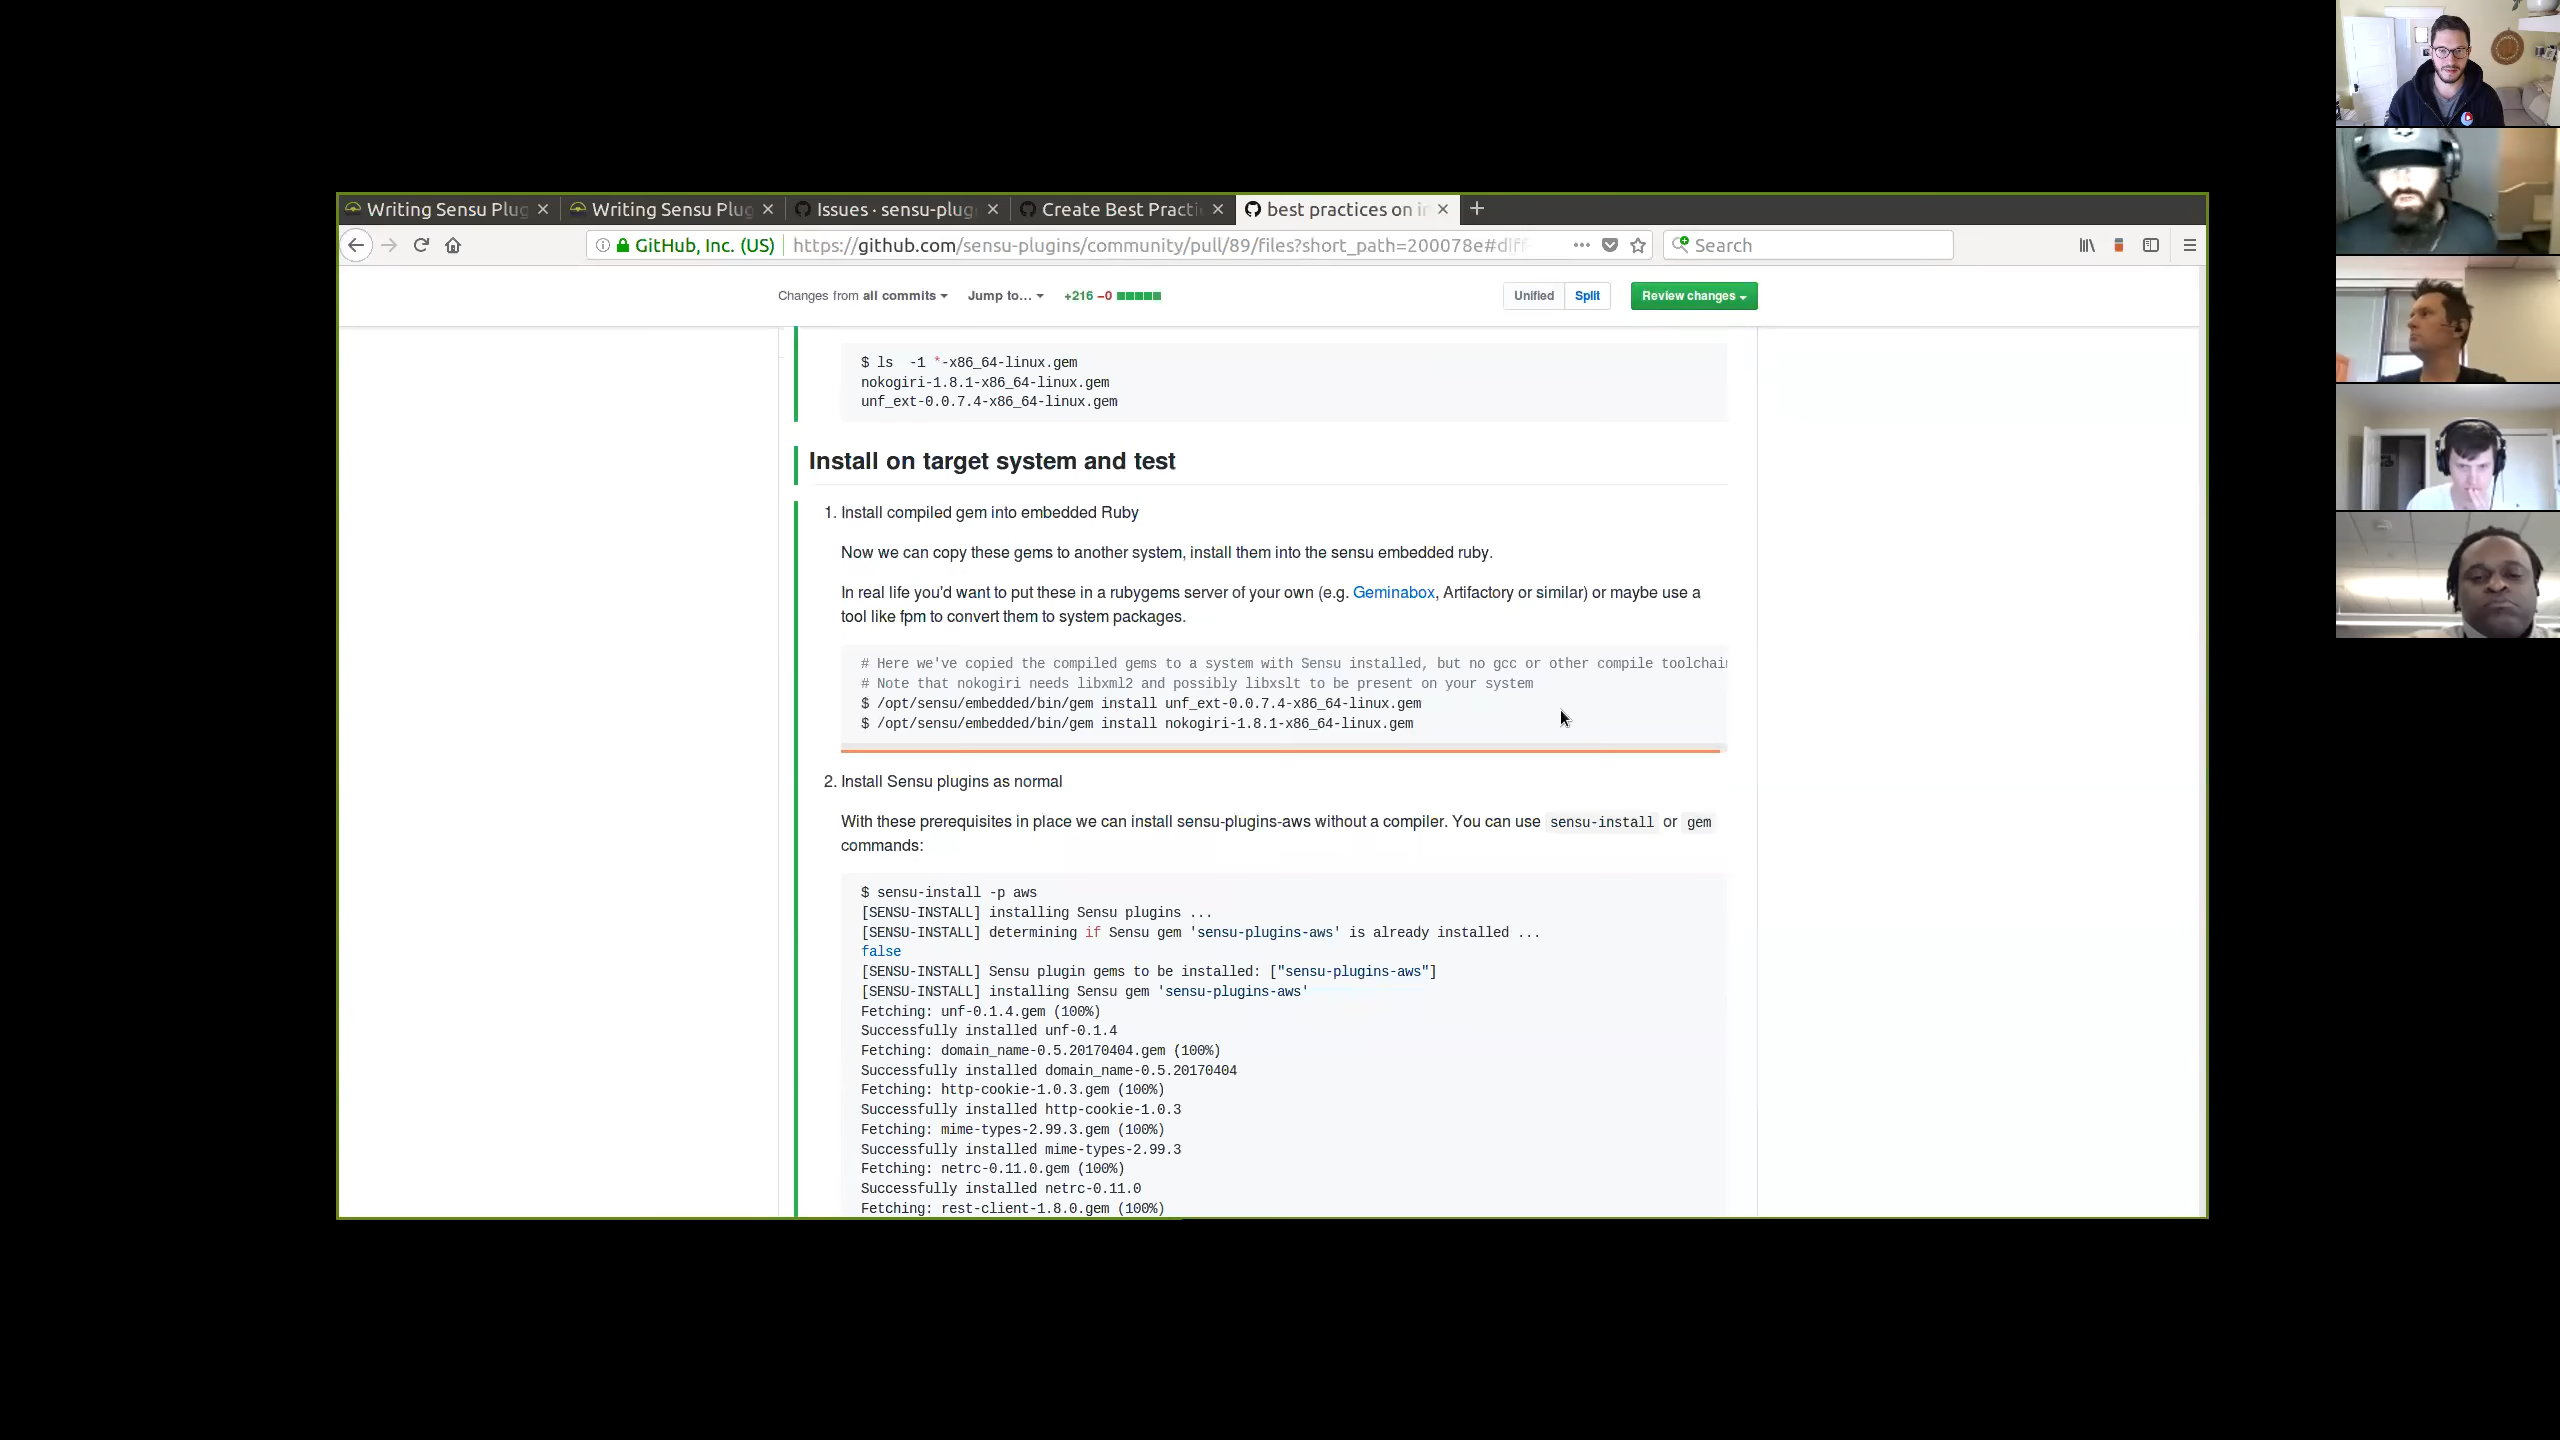 Writing Sensu Plug
Writing Sensu Plug
Issues · sensu-plug
Create Best Practi
best practices on i
GitHub, Inc. (US)
https://github.com/sensu-plugins/community/pull/89/files?short_path=200078e#diff-
Search
Changes from all commits
Jump to...
+216 −0
Unified
Split
Review changes
$ ls  -1 *-x86_64-linux.gem
nokogiri-1.8.1-x86_64-linux.gem
unf_ext-0.0.7.4-x86_64-linux.gem
Install on target system and test
1. Install compiled gem into embedded Ruby
Now we can copy these gems to another system, install them into the sensu embedded ruby.
In real life you'd want to put these in a rubygems server of your own (e.g. Geminabox, Artifactory or similar) or maybe use a
tool like fpm to convert them to system packages.
# Here we've copied the compiled gems to a system with Sensu installed, but no gcc or other compile toolchain
# Note that nokogiri needs libxml2 and possibly libxslt to be present on your system
$ /opt/sensu/embedded/bin/gem install unf_ext-0.0.7.4-x86_64-linux.gem
$ /opt/sensu/embedded/bin/gem install nokogiri-1.8.1-x86_64-linux.gem
2. Install Sensu plugins as normal
With these prerequisites in place we can install sensu-plugins-aws without a compiler. You can use sensu-install or gem
commands:
$ sensu-install -p aws
[SENSU-INSTALL] installing Sensu plugins ...
[SENSU-INSTALL] determining if Sensu gem 'sensu-plugins-aws' is already installed ...
false
[SENSU-INSTALL] Sensu plugin gems to be installed: ["sensu-plugins-aws"]
[SENSU-INSTALL] installing Sensu gem 'sensu-plugins-aws'
Fetching: unf-0.1.4.gem (100%)
Successfully installed unf-0.1.4
Fetching: domain_name-0.5.20170404.gem (100%)
Successfully installed domain_name-0.5.20170404
Fetching: http-cookie-1.0.3.gem (100%)
Successfully installed http-cookie-1.0.3
Fetching: mime-types-2.99.3.gem (100%)
Successfully installed mime-types-2.99.3
Fetching: netrc-0.11.0.gem (100%)
Successfully installed netrc-0.11.0
Fetching: rest-client-1.8.0.gem (100%)